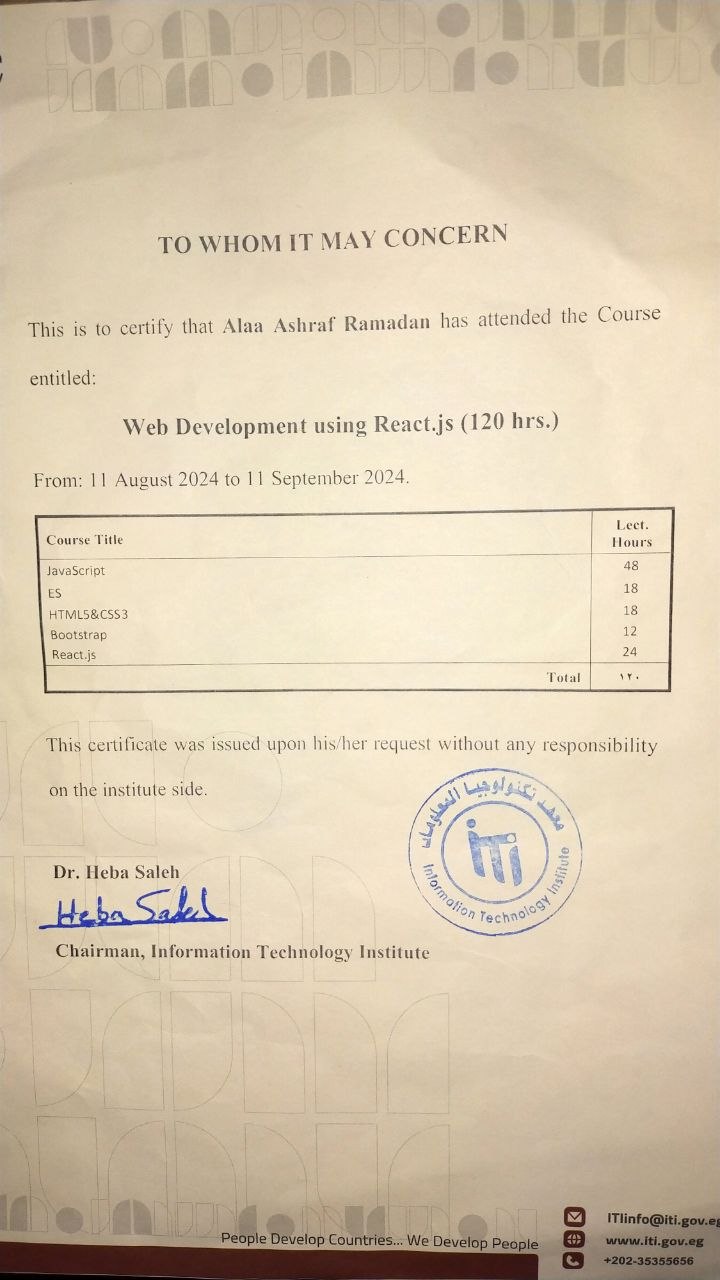 TO WHOM IT MAY CONCERN
This is to certify that Alaa Ashraf Ramadan has attended the Course
entitled:
Web Development using React.js (120 hrs.)
From: 11 August 2024 to 11 September 2024.
Course Title Lect. Hours
JavaScript 48
ES 18
HTML5&CSS3 18
Bootstrap 12
React.js 24
Total ١٢٠
This certificate was issued upon his/her request without any responsibility
on the institute side.
معهد تكنولوجيا المعلومات
iTi
Information Technology Institute
Dr. Heba Saleh
Heba Saleh
Chairman, Information Technology Institute
People Develop Countries... We Develop People
ITIinfo@iti.gov.eg
www.iti.gov.eg
+202-35355656